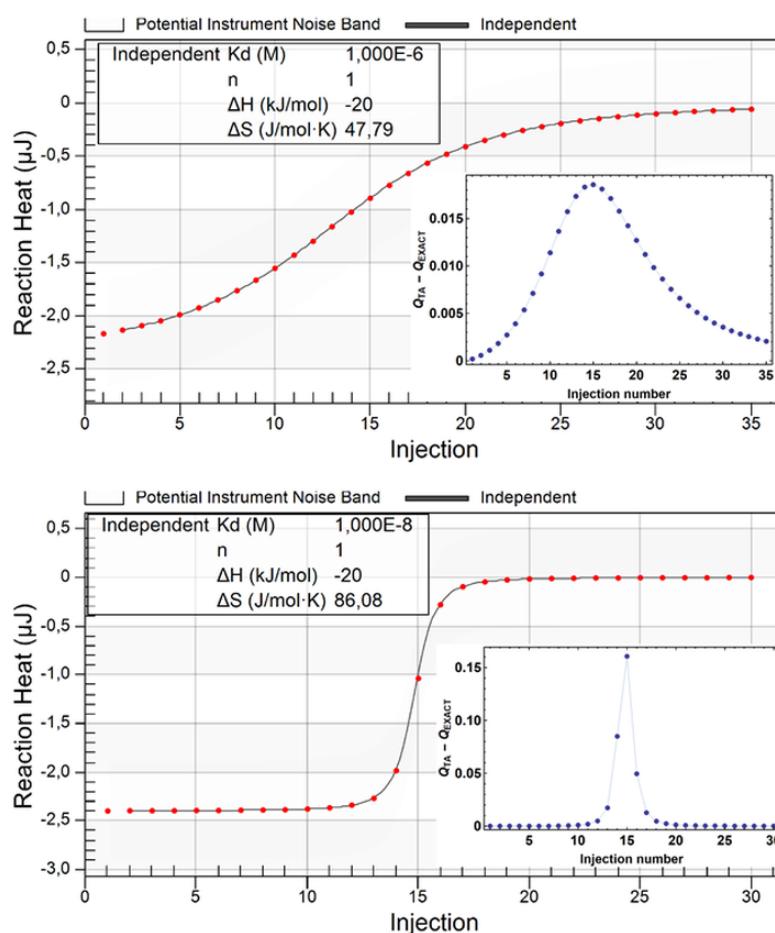 Potential Instrument Noise Band Independent
Independent Kd (M) 1,000E-6
n 1
ΔH (kJ/mol) -20
ΔS (J/mol·K) 47,79
0,5
0
-0,5
-1,0
-1,5
-2,0
-2,5
Reaction Heat (µJ)
0.015
0.010
0.005
0
Q_TA − Q_EXACT
5 10 15 20 25 30 35
Injection number
0 5 10 15 20 25 30 35
Injection
Potential Instrument Noise Band Independent
Independent Kd (M) 1,000E-8
n 1
ΔH (kJ/mol) -20
ΔS (J/mol·K) 86,08
0,5
0
-0,5
-1,0
-1,5
-2,0
-2,5
-3,0
Reaction Heat (µJ)
0.15
0.10
0.05
0
Q_TA − Q_EXACT
5 10 15 20 25 30
Injection number
0 5 10 15 20 25 30
Injection